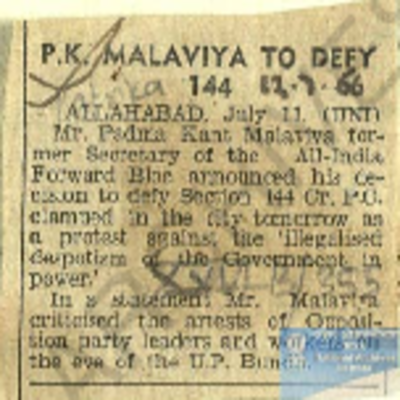 P.K. MALAVIYA TO DEFY
144 12-7-66
ALLAHABAD, July 11. (UNI)
Mr. Padma Kant Malaviya for-
mer Secretary of the All-India
Forward Bloc announced his de-
cision to defy Section 144 Cr. P.C.
clamped in the city tomorrow as
a protest against the 'illegalised
despotism of the Government in
power.'
In a statement Mr. Malaviya
criticised the arrests of Opposi-
tion party leaders and workers on
the eve of the U.P. Bundh.